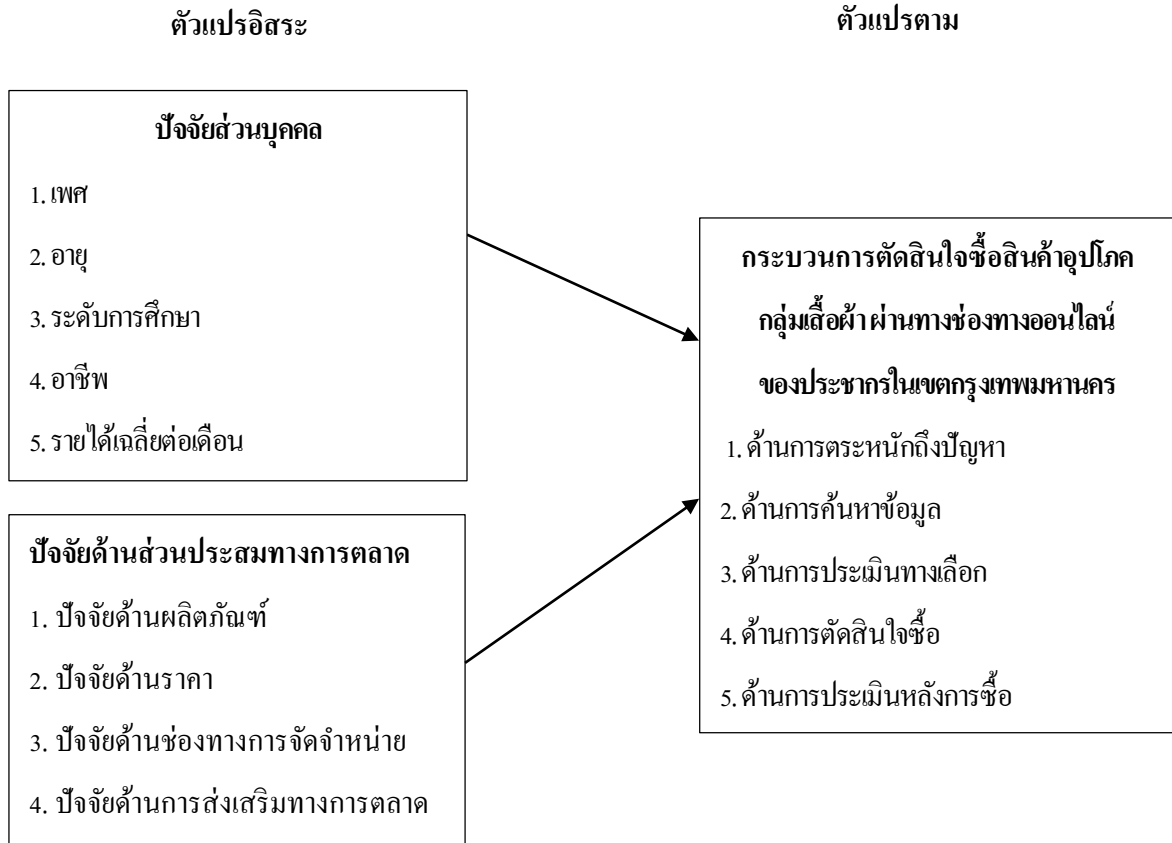 ตัวแปรอิสระ
ตัวแปรตาม
ปัจจัยส่วนบุคคล
1. เพศ
2. อายุ
3. ระดับการศึกษา
4. อาชีพ
5. รายได้เฉลี่ยต่อเดือน
ปัจจัยด้านส่วนประสมทางการตลาด
1. ปัจจัยด้านผลิตภัณฑ์
2. ปัจจัยด้านราคา
3. ปัจจัยด้านช่องทางการจัดจำหน่าย
4. ปัจจัยด้านการส่งเสริมทางการตลาด
กระบวนการตัดสินใจซื้อสินค้าอุปโภค
กลุ่มเสื้อผ้า ผ่านทางช่องทางออนไลน์
ของประชากรในเขตกรุงเทพมหานคร
1. ด้านการตระหนักถึงปัญหา
2. ด้านการค้นหาข้อมูล
3. ด้านการประเมินทางเลือก
4. ด้านการตัดสินใจซื้อ
5. ด้านการประเมินหลังการซื้อ